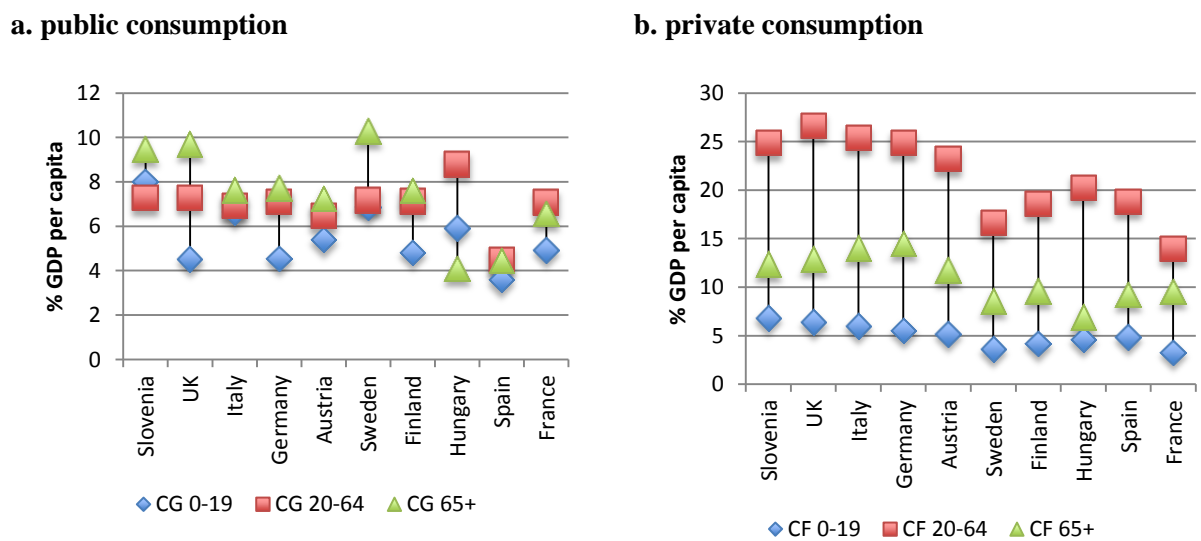 a. public consumption
% GDP per capita
12
10
8
6
4
2
0
Slovenia
UK
Italy
Germany
Austria
Sweden
Finland
Hungary
Spain
France
CG 0-19 CG 20-64 CG 65+
b. private consumption
% GDP per capita
30
25
20
15
10
5
0
Slovenia
UK
Italy
Germany
Austria
Sweden
Finland
Hungary
Spain
France
CF 0-19 CF 20-64 CF 65+